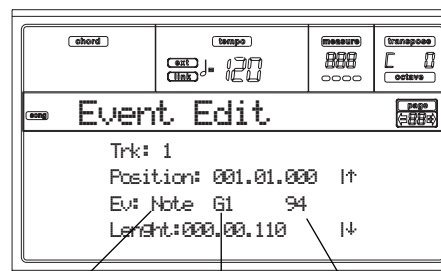 chord tempo measure transpose
ext link = 120 888 C 0
octave
song Event Edit page 88
Trk: 1
Position: 001.01.000
Ev: Note G1 94
Lenght:000.00.110